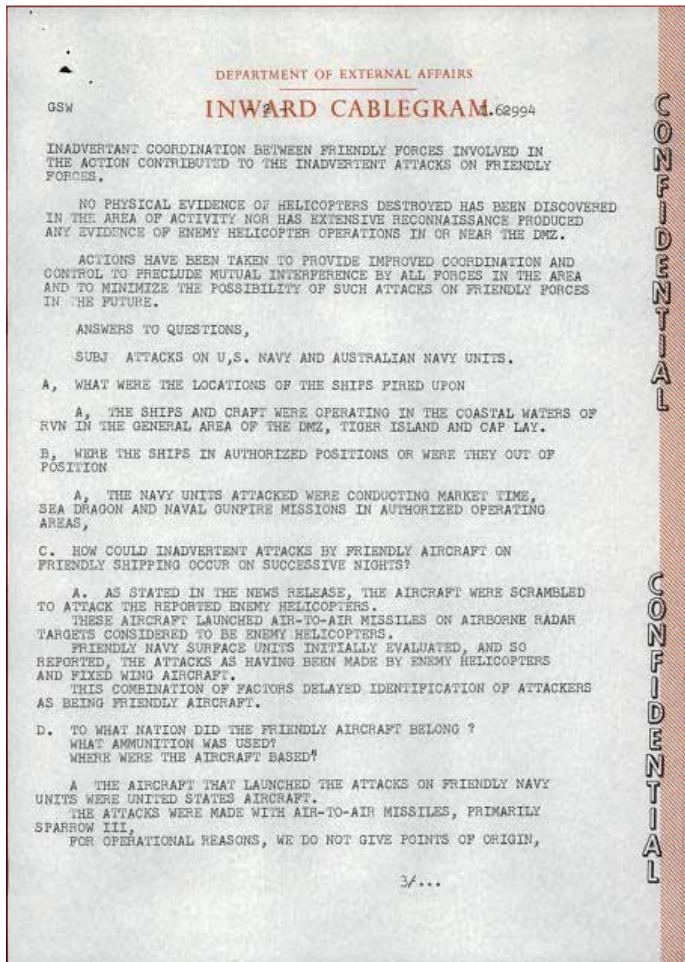 DEPARTMENT OF EXTERNAL AFFAIRS
GSW
- 2 -
INWARD CABLEGRAM
I.62994
INADVERTANT COORDINATION BETWEEN FRIENDLY FORCES INVOLVED IN
THE ACTION CONTRIBUTED TO THE INADVERTENT ATTACKS ON FRIENDLY
FORCES.
NO PHYSICAL EVIDENCE OF HELICOPTERS DESTROYED HAS BEEN DISCOVERED
IN THE AREA OF ACTIVITY NOR HAS EXTENSIVE RECONNAISSANCE PRODUCED
ANY EVIDENCE OF ENEMY HELICOPTER OPERATIONS IN OR NEAR THE DMZ.
ACTIONS HAVE BEEN TAKEN TO PROVIDE IMPROVED COORDINATION AND
CONTROL TO PRECLUDE MUTUAL INTERFERENCE BY ALL FORCES IN THE AREA
AND TO MINIMIZE THE POSSIBILITY OF SUCH ATTACKS ON FRIENDLY FORCES
IN THE FUTURE.
ANSWERS TO QUESTIONS,
SUBJ ATTACKS ON U,S. NAVY AND AUSTRALIAN NAVY UNITS.
A, WHAT WERE THE LOCATIONS OF THE SHIPS FIRED UPON
A, THE SHIPS AND CRAFT WERE OPERATING IN THE COASTAL WATERS OF
RVN IN THE GENERAL AREA OF THE DMZ, TIGER ISLAND AND CAP LAY.
B, WERE THE SHIPS IN AUTHORIZED POSITIONS OR WERE THEY OUT OF
POSITION
A, THE NAVY UNITS ATTACKED WERE CONDUCTING MARKET TIME,
SEA DRAGON AND NAVAL GUNFIRE MISSIONS IN AUTHORIZED OPERATING
AREAS,
C. HOW COULD INADVERTENT ATTACKS BY FRIENDLY AIRCRAFT ON
FRIENDLY SHIPPING OCCUR ON SUCCESSIVE NIGHTS?
A. AS STATED IN THE NEWS RELEASE, THE AIRCRAFT WERE SCRAMBLED
TO ATTACK THE REPORTED ENEMY HELICOPTERS.
THESE AIRCRAFT LAUNCHED AIR-TO-AIR MISSILES ON AIRBORNE RADAR
TARGETS CONSIDERED TO BE ENEMY HELICOPTERS.
FRIENDLY NAVY SURFACE UNITS INITIALLY EVALUATED, AND SO
REPORTED, THE ATTACKS AS HAVING BEEN MADE BY ENEMY HELICOPTERS
AND FIXED WING AIRCRAFT.
THIS COMBINATION OF FACTORS DELAYED IDENTIFICATION OF ATTACKERS
AS BEING FRIENDLY AIRCRAFT.
D. TO WHAT NATION DID THE FRIENDLY AIRCRAFT BELONG ?
WHAT AMMUNITION WAS USED?
WHERE WERE THE AIRCRAFT BASED"
A THE AIRCRAFT THAT LAUNCHED THE ATTACKS ON FRIENDLY NAVY
UNITS WERE UNITED STATES AIRCRAFT.
THE ATTACKS WERE MADE WITH AIR-TO-AIR MISSILES, PRIMARILY
SPARROW III,
FOR OPERATIONAL REASONS, WE DO NOT GIVE POINTS OF ORIGIN,
3/...
CONFIDENTIAL
CONFIDENTIAL